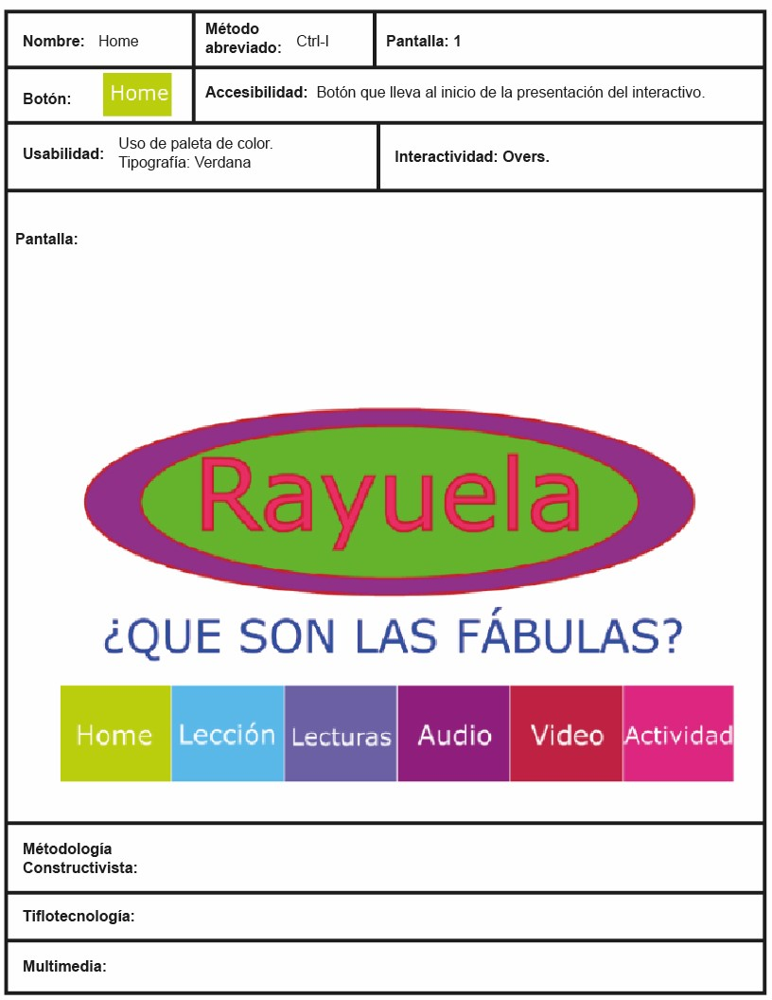 Nombre: Home
Método
abreviado: Ctrl-I
Pantalla: 1
Botón: Home
Accesibilidad: Botón que lleva al inicio de la presentación del interactivo.
Usabilidad: Uso de paleta de color.
Tipografía: Verdana
Interactividad: Overs.
Pantalla:
Rayuela
¿QUE SON LAS FÁBULAS?
Home Lección Lecturas Audio Video Actividad
Métodología
Constructivista:
Tiflotecnología:
Multimedia: